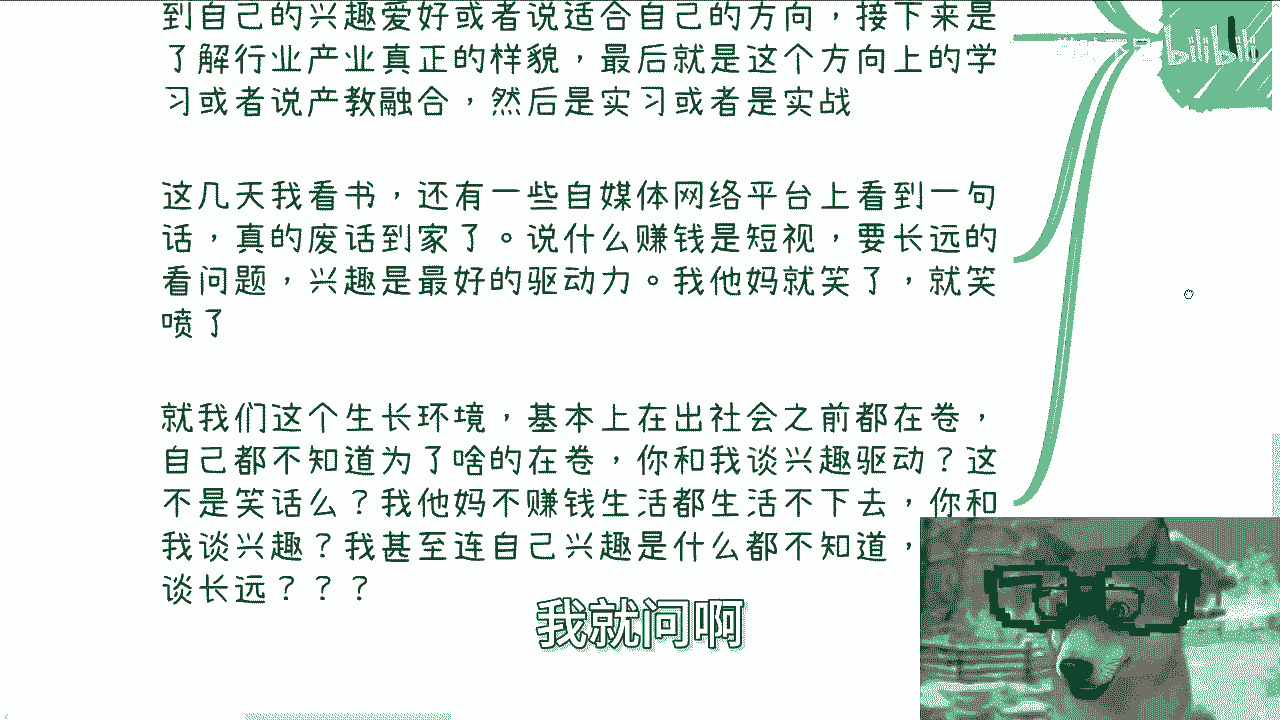 到自己的兴趣爱好或者说适合自己的方向，接下来是
了解行业产业真正的样貌，最后就是这个方向上的学
习或者说产教融合，然后是实习或者是实战
这几天我看书，还有一些自媒体网络平台上看到一句
话，真的废话到家了。说什么赚钱是短视，要长远的
看问题，兴趣是最好的驱动力。我他妈就笑了，就笑
喷了
就我们这个生长环境，基本上在出社会之前都在卷，
自己都不知道为了啥的在卷，你和我谈兴趣驱动？这
不是笑话么？我他妈不赚钱生活都生活不下去，你和
我谈兴趣？我甚至连自己兴趣是什么都不知道，
谈长远？？？
我就问啊
bilibili